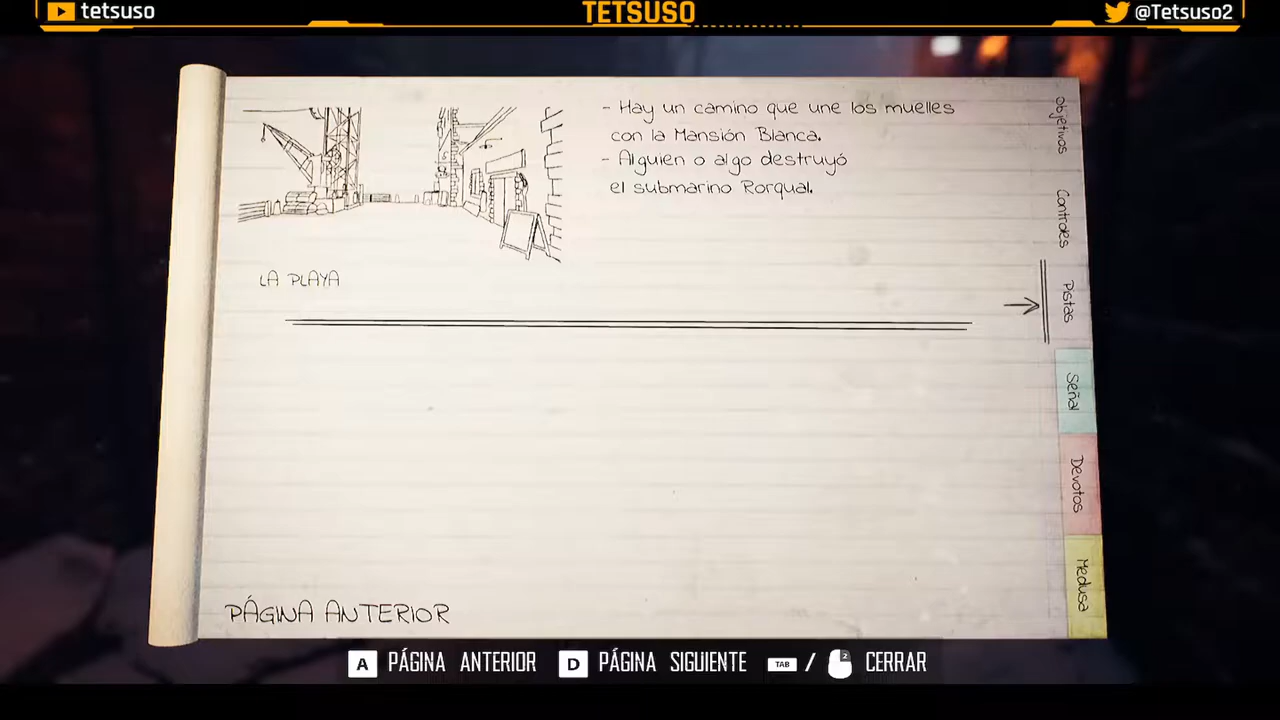 tetsuso
TETSUSO
@Tetsuso2
- Hay un camino que une los muelles
con la Mansión Blanca.
- Alguien o algo destruyó
el submarino Rorqual.
LA PLAYA
Objetivos
Controles
Pistas
Señal
Devotos
Medusa
PÁGINA ANTERIOR
A PÁGINA ANTERIOR D PÁGINA SIGUIENTE TAB / 2 CERRAR